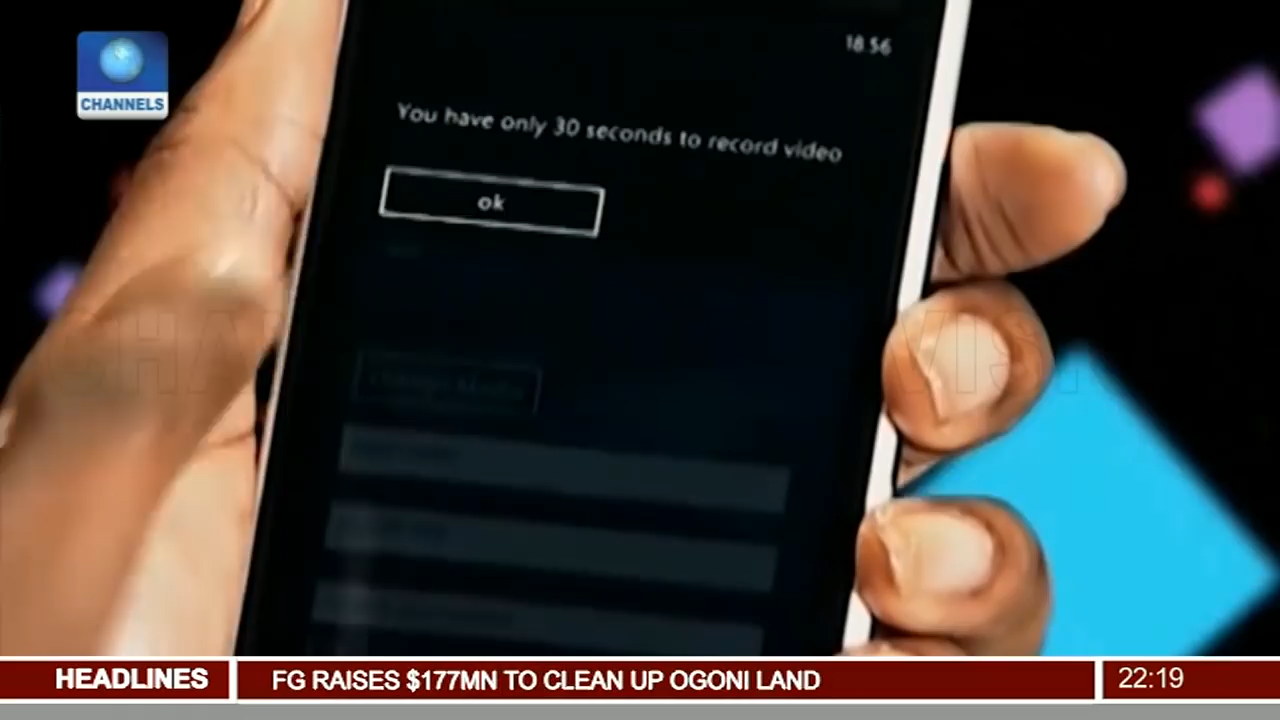 CHANNELS
18:56
You have only 30 seconds to record video
ok
HEADLINES
FG RAISES $177MN TO CLEAN UP OGONI LAND
22:19